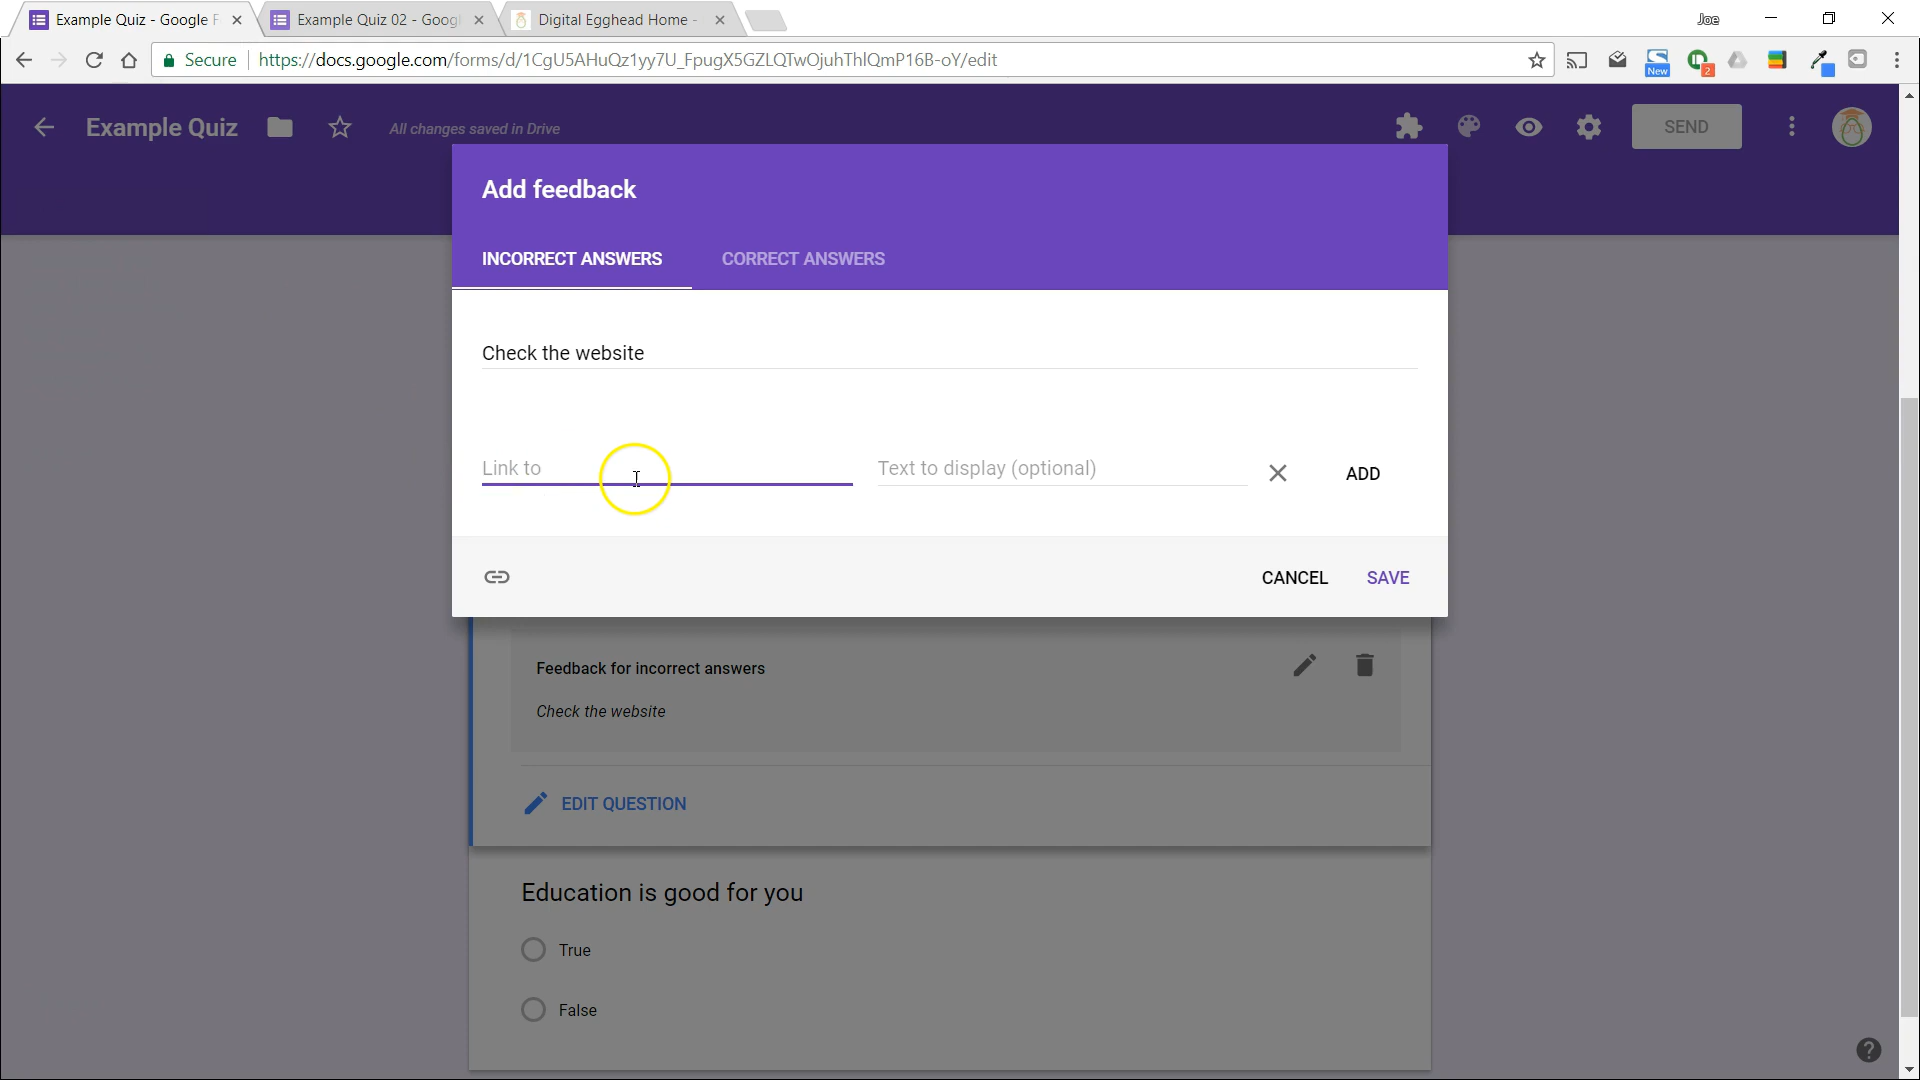 Example Quiz - Google F
Example Quiz 02 - Goog
Digital Egghead Home -
Joe
Secure
https://docs.google.com/forms/d/1CgU5AHuQz1yy7U_FpugX5GZLQTwOjuhThlQmP16B-oY/edit
New
2
Example Quiz
All changes saved in Drive
SEND
Add feedback
INCORRECT ANSWERS
CORRECT ANSWERS
Check the website
Link to
Text to display (optional)
ADD
CANCEL
SAVE
Feedback for incorrect answers
Check the website
EDIT QUESTION
Education is good for you
True
False